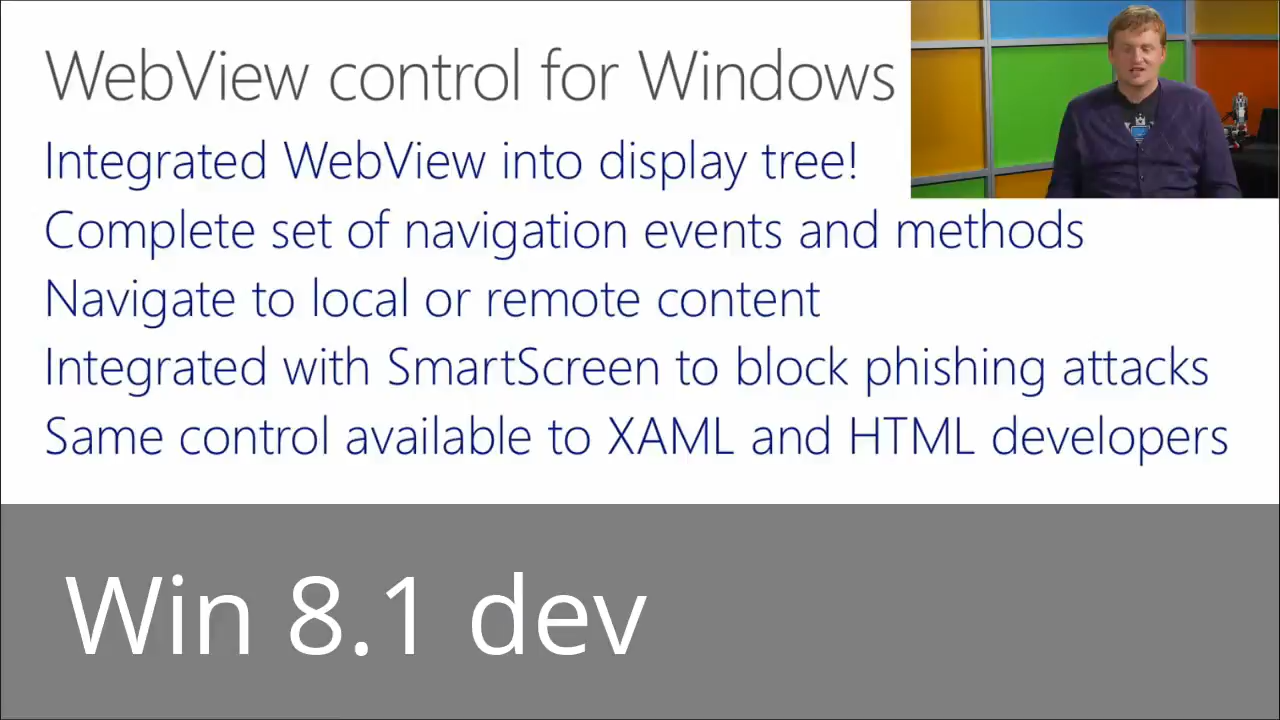 WebView control for Windows
Integrated WebView into display tree!
Complete set of navigation events and methods
Navigate to local or remote content
Integrated with SmartScreen to block phishing attacks
Same control available to XAML and HTML developers
Win 8.1 dev